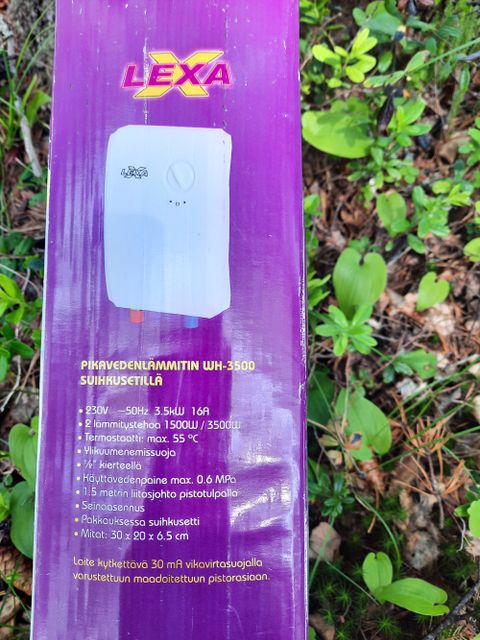 LEXA
LEXA
PIKAVEDENLÄMMITIN WH-3500
SUIHKUSETILLÄ
• 230V ~50Hz 3.5kW 16A
• 2 lämmitystehoa 1500W / 3500W
• Termostaatti: max. 55 °C
• Ylikuumenemissuoja
• ½" kierteellä
• Käyttövedenpaine max. 0.6 MPa
• 1.5 metrin liitosjohto pistotulpalla
• Seinäasennus
• Pakkauksessa suihkusetti
• Mitat: 30 x 20 x 6.5 cm
Laite kytkettävä 30 mA vikavirtasuojalla
varustettuun maadoitettuun pistorasiaan.